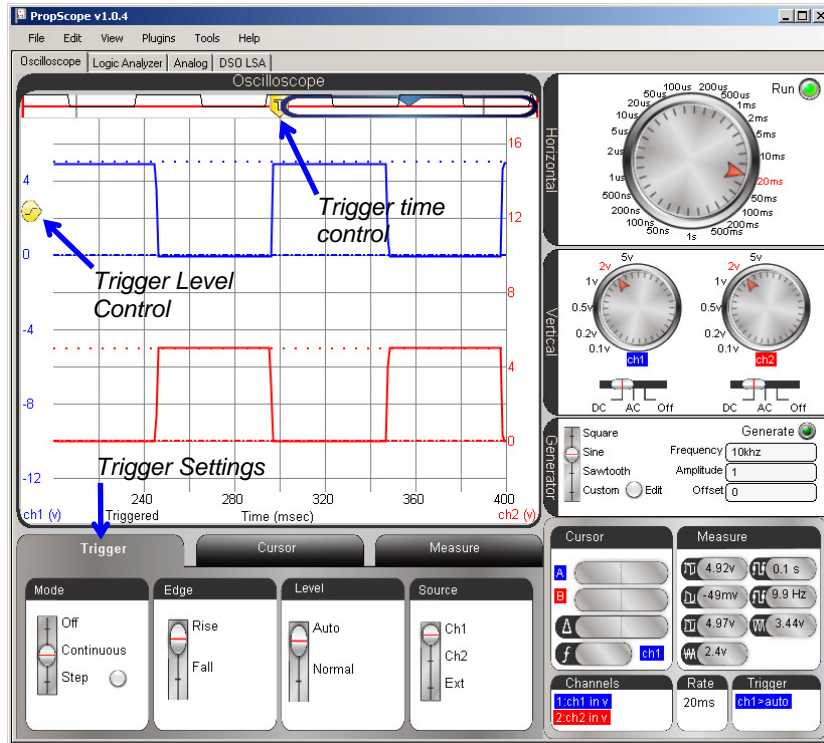 PropScope v1.0.4
File Edit View Plugins Tools Help
Oscilloscope Logic Analyzer Analog DSO LSA
Oscilloscope
T
4
0
-4
-8
-12
16
12
8
4
0
240 280 320 360 400
ch1 (v) Triggered Time (msec) ch2 (v)
Trigger time
control
Trigger Level
Control
Trigger Settings
Horizontal
Run
1us
2us
5us
10us
20us
50us
100us
200us
500us
1ms
2ms
5ms
10ms
20ms
50ms
100ms
200ms
500ms
1s
50ns
100ns
200ns
500ns
Vertical
5v
2v
1v
0.5v
0.2v
0.1v
ch1
DC AC Off
5v
2v
1v
0.5v
0.2v
0.1v
ch2
DC AC Off
Generator
Square
Sine
Sawtooth
Custom Edit
Generate
Frequency 10khz
Amplitude 1
Offset 0
Trigger Cursor Measure
Mode
Off
Continuous
Step
Edge
Rise
Fall
Level
Auto
Normal
Source
Ch1
Ch2
Ext
Cursor
A
B
Δ
f ch1
Measure
4.92v 0.1 s
-49mv 9.9 Hz
4.97v 3.44v
2.4v
Channels
1:ch1 in v
2:ch2 in v
Rate
20ms
Trigger
ch1>auto